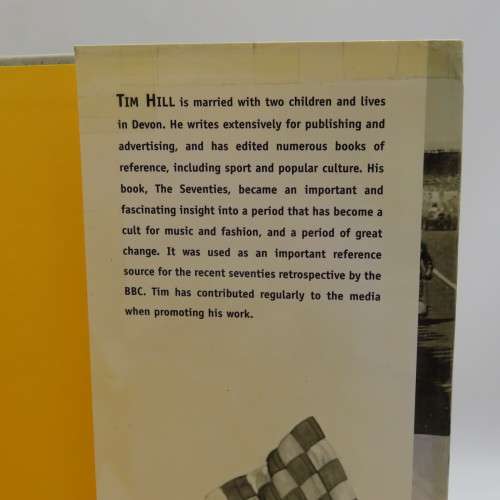 TIM HILL is married with two children and lives
in Devon. He writes extensively for publishing and
advertising, and has edited numerous books of
reference, including sport and popular culture. His
book, The Seventies, became an important and
fascinating insight into a period that has become a
cult for music and fashion, and a period of great
change. It was used as an important reference
source for the recent seventies retrospective by the
BBC. Tim has contributed regularly to the media
when promoting his work.